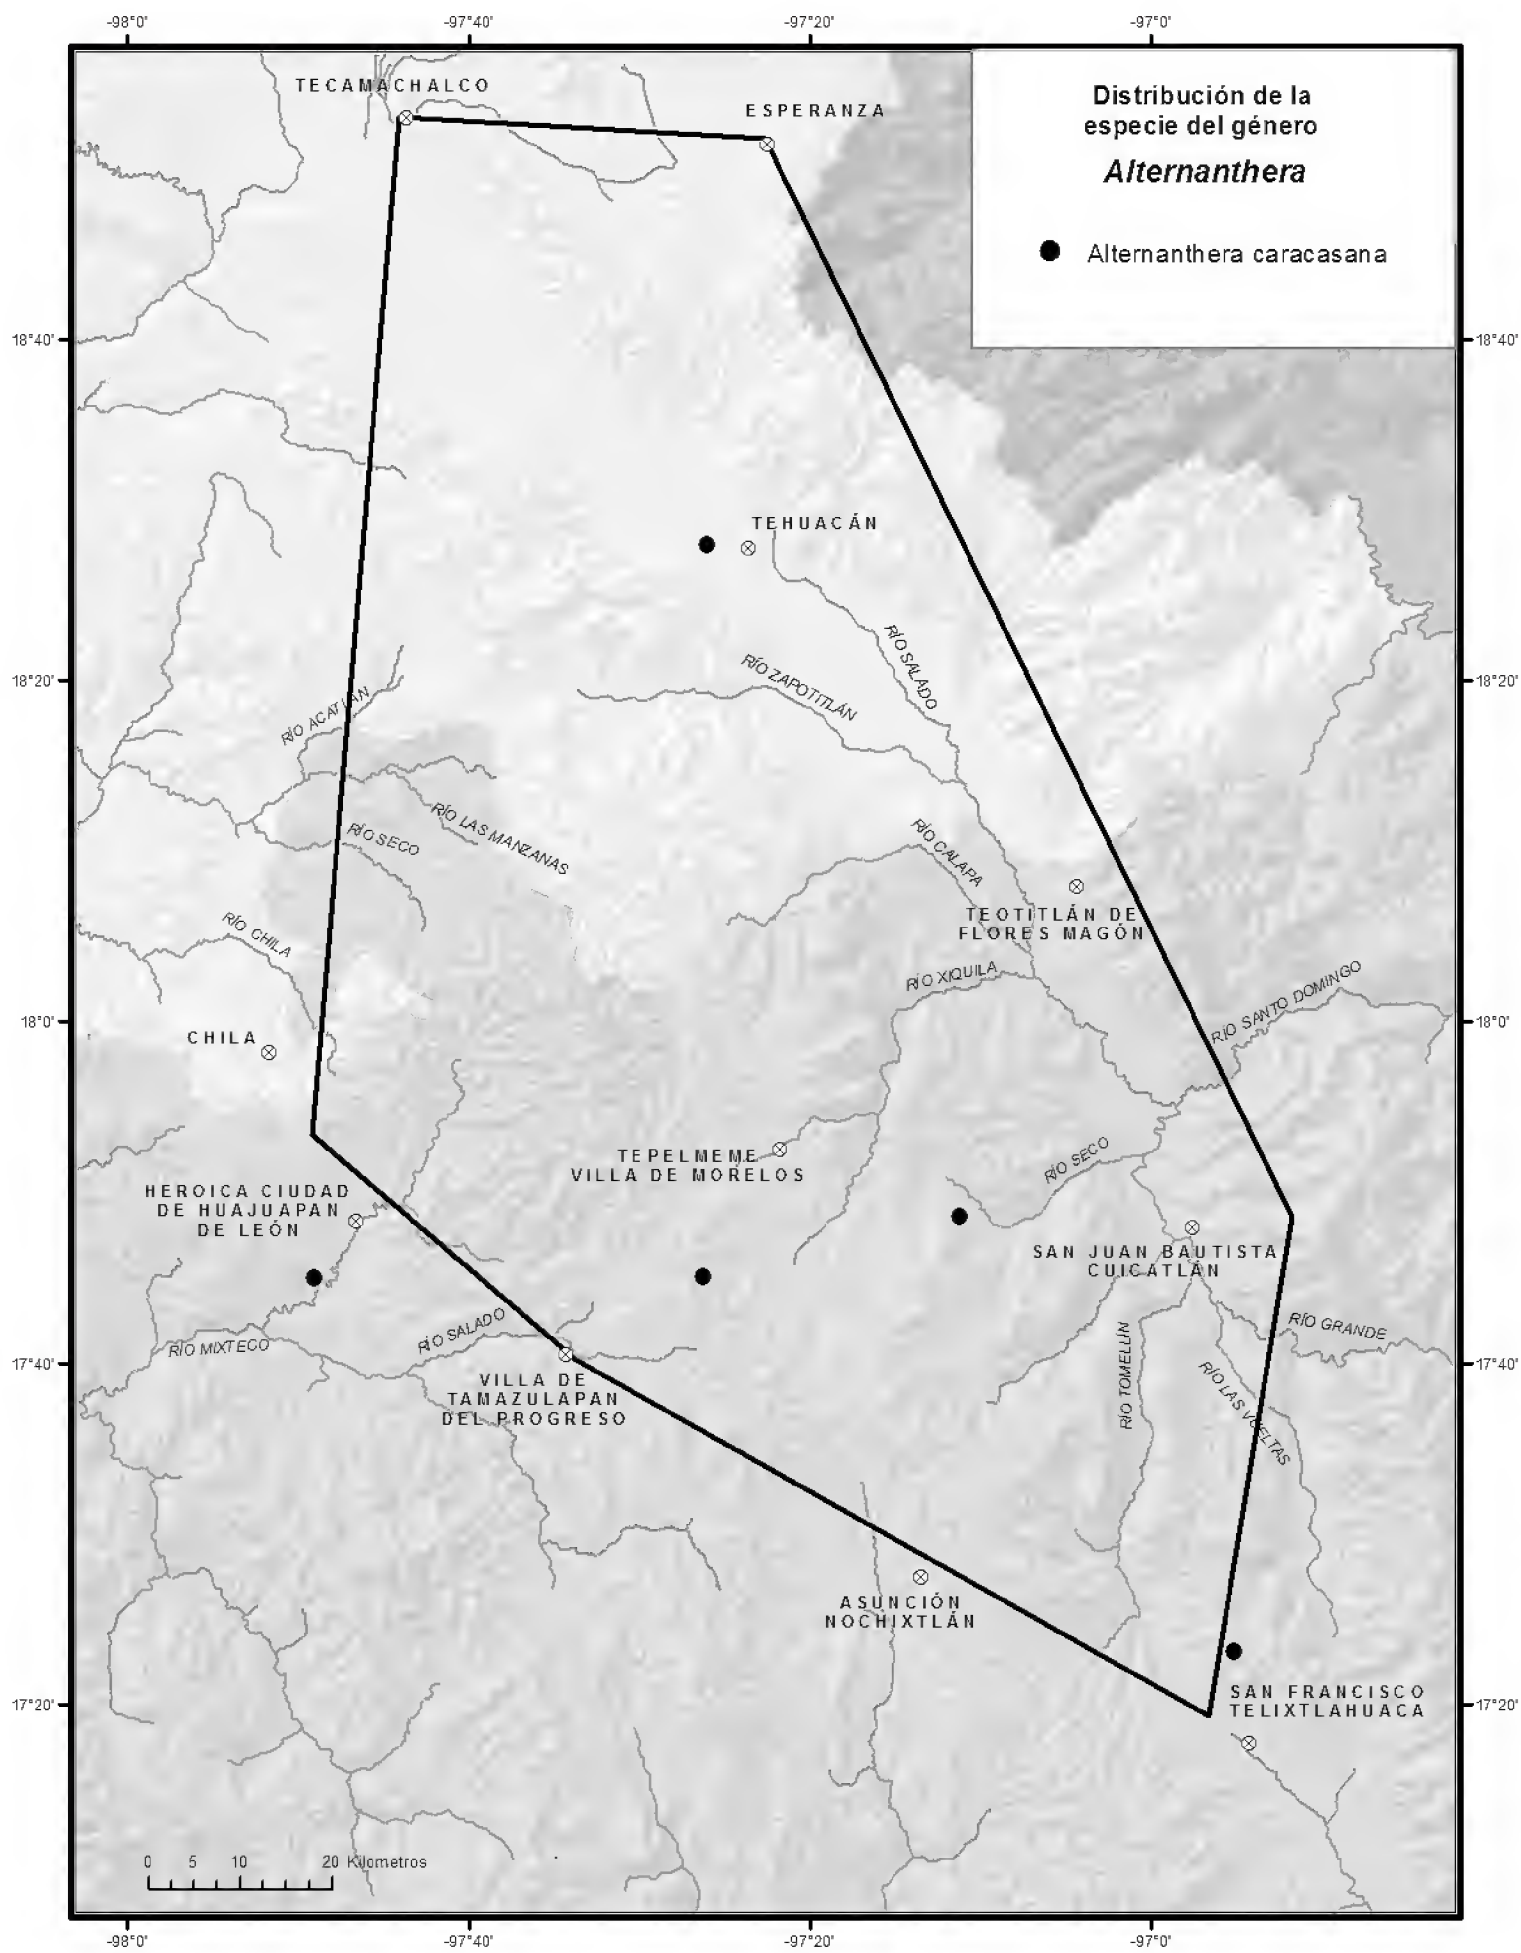 -98°0' -97°40' -97°20' -97°0'
TECAMACHALCO
ESPERANZA
Distribución de la
especie del género
Alternanthera
Alternanthera caracasana
18°40' 18°40'
TEHUACÁN
RÍO SALADO
RÍO ZAPOTITLÁN
18°20' 18°20'
RÍO ACATLÁN
RÍO LAS MANZANAS
RÍO SECO
RÍO CALAPA
TEOTITLÁN DE
FLORES MAGÓN
RÍO CHILA
RÍO XIQUILA
RÍO SANTO DOMINGO
18°0' 18°0'
CHILA
TEPELMEME
VILLA DE MORELOS
RÍO SECO
HEROICA CIUDAD
DE HUAJUAPAN
DE LEÓN
SAN JUAN BAUTISTA
CUICATLÁN
RÍO SALADO
RÍO MIXTECO
RÍO GRANDE
17°40' 17°40'
RÍO TOMELLÍN
RÍO LAS VUELTAS
VILLA DE
TAMAZULAPAN
DEL PROGRESO
ASUNCIÓN
NOCHIXTLÁN
SAN FRANCISCO
TELIXTLAHUACA
17°20' 17°20'
0 5 10 20 Kilometros
-98°0' -97°40' -97°20' -97°0'